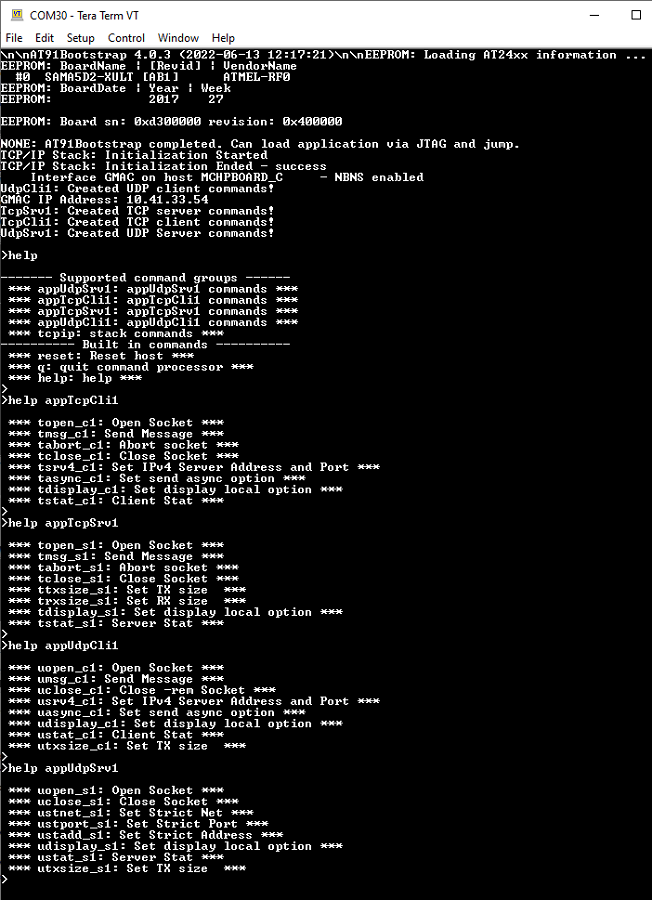 COM30 - Tera Term VT
File Edit Setup Control Window Help
\n\nAT91Bootstrap 4.0.3 (2022-06-13 12:17:21)\n\nEEPROM: Loading AT24xx information ...
EEPROM: BoardName | [Revid] | VendorName
#0 SAMA5D2-XULT [AB1] ATMEL-RF0
EEPROM: BoardDate | Year | Week
EEPROM: 2017 27
EEPROM: Board sn: 0xd300000 revision: 0x400000
NONE: AT91Bootstrap completed. Can load application via JTAG and jump.
TCP/IP Stack: Initialization Started
TCP/IP Stack: Initialization Ended - success
Interface GMAC on host MCHPBOARD_C - NBNS enabled
UdpCli1: Created UDP client commands!
GMAC IP Address: 10.41.33.54
TcpSrv1: Created TCP server commands!
TcpCli1: Created TCP client commands!
UdpSrv1: Created UDP Server commands!
>help
------- Supported command groups ------
*** appUdpSrv1: appUdpSrv1 commands ***
*** appTcpCli1: appTcpCli1 commands ***
*** appTcpSrv1: appTcpSrv1 commands ***
*** appUdpCli1: appUdpCli1 commands ***
*** tcpip: stack commands ***
---------- Built in commands ----------
*** reset: Reset host ***
*** q: quit command processor ***
*** help: help ***
>
>help appTcpCli1
*** topen_c1: Open Socket ***
*** tmsg_c1: Send Message ***
*** tabort_c1: Abort socket ***
*** tclose_c1: Close Socket ***
*** tsrv4_c1: Set IPv4 Server Address and Port ***
*** tasync_c1: Set send async option ***
*** tdisplay_c1: Set display local option ***
*** tstat_c1: Client Stat ***
>
>help appTcpSrv1
*** topen_s1: Open Socket ***
*** tmsg_s1: Send Message ***
*** tabort_s1: Abort socket ***
*** tclose_s1: Close Socket ***
*** ttxsize_s1: Set TX size ***
*** trxsize_s1: Set RX size ***
*** tdisplay_s1: Set display local option ***
*** tstat_s1: Server Stat ***
>
>help appUdpCli1
*** uopen_c1: Open Socket ***
*** umsg_c1: Send Message ***
*** uclose_c1: Close -rem Socket ***
*** usrv4_c1: Set IPv4 Server Address and Port ***
*** uasync_c1: Set send async option ***
*** udisplay_c1: Set display local option ***
*** ustat_c1: Client Stat ***
*** utxsize_c1: Set TX size ***
>
>help appUdpSrv1
*** uopen_s1: Open Socket ***
*** uclose_s1: Close Socket ***
*** ustnet_s1: Set Strict Net ***
*** ustport_s1: Set Strict Port ***
*** ustadd_s1: Set Strict Address ***
*** udisplay_s1: Set display local option ***
*** ustat_s1: Server Stat ***
*** utxsize_s1: Set TX size ***
>